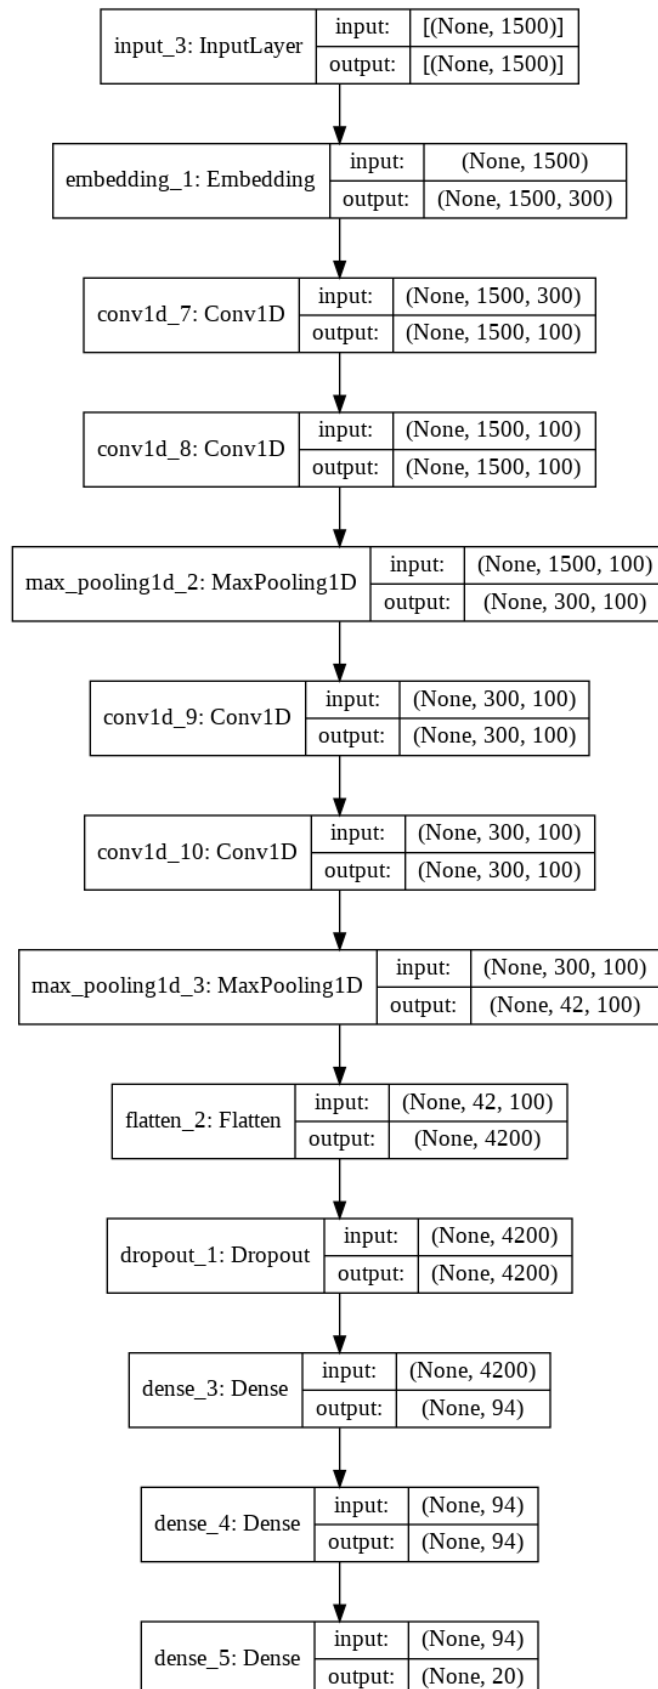 input_3: InputLayer
input: [(None, 1500)]
output: [(None, 1500)]
embedding_1: Embedding
input: (None, 1500)
output: (None, 1500, 300)
conv1d_7: Conv1D
input: (None, 1500, 300)
output: (None, 1500, 100)
conv1d_8: Conv1D
input: (None, 1500, 100)
output: (None, 1500, 100)
max_pooling1d_2: MaxPooling1D
input: (None, 1500, 100)
output: (None, 300, 100)
conv1d_9: Conv1D
input: (None, 300, 100)
output: (None, 300, 100)
conv1d_10: Conv1D
input: (None, 300, 100)
output: (None, 300, 100)
max_pooling1d_3: MaxPooling1D
input: (None, 300, 100)
output: (None, 42, 100)
flatten_2: Flatten
input: (None, 42, 100)
output: (None, 4200)
dropout_1: Dropout
input: (None, 4200)
output: (None, 4200)
dense_3: Dense
input: (None, 4200)
output: (None, 94)
dense_4: Dense
input: (None, 94)
output: (None, 94)
dense_5: Dense
input: (None, 94)
output: (None, 20)